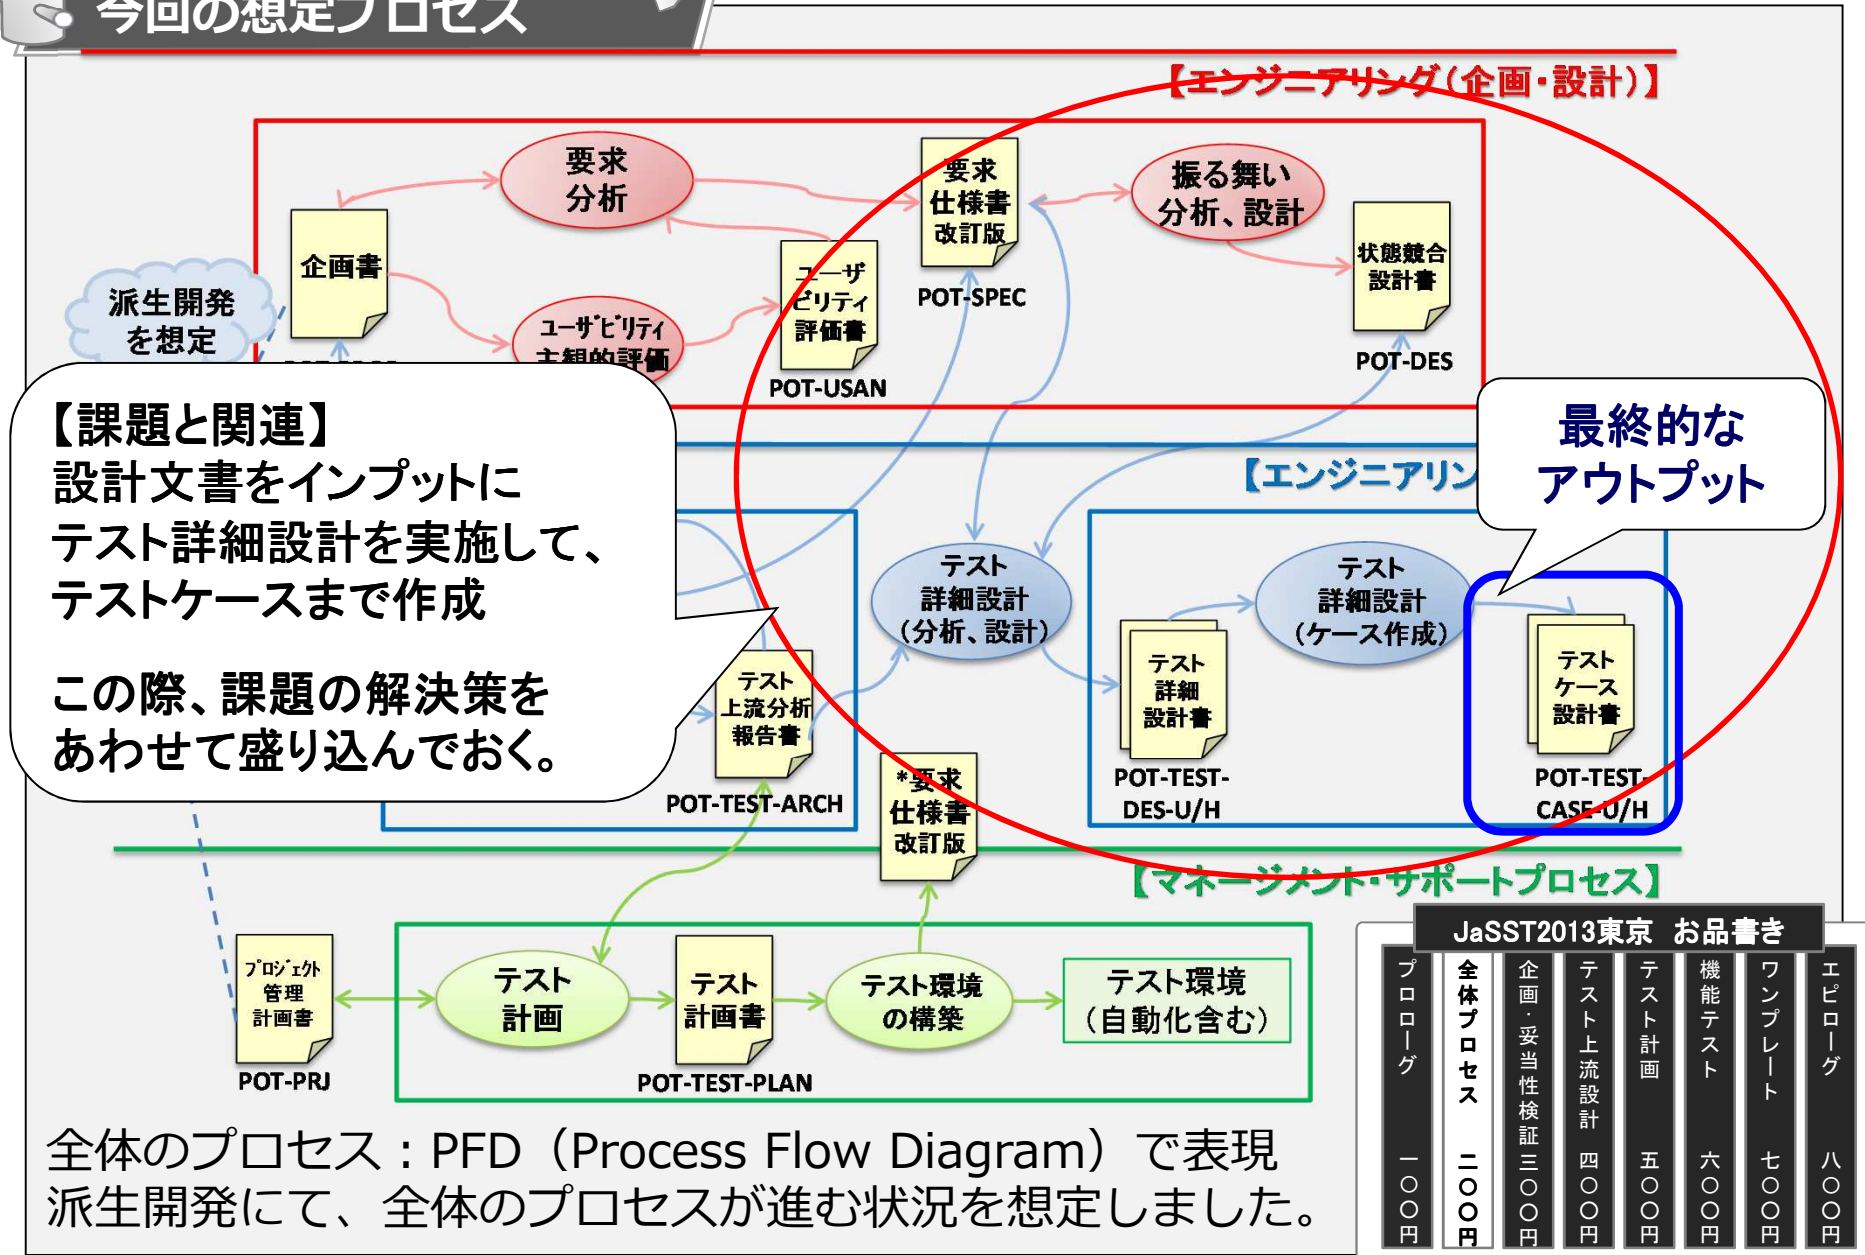 今回の想定プロセス
【エンジニアリング（企画・設計）】
要求
分析
要求
仕様書
改訂版
POT-SPEC
振る舞い
分析、設計
状態競合
設計書
POT-DES
企画書
ユーザ
ビリティ
評価書
POT-USAN
ユーザビリティ
主観的評価
派生開発
を想定
【課題と関連】
設計文書をインプットに
テスト詳細設計を実施して、
テストケースまで作成
この際、課題の解決策を
あわせて盛り込んでおく。
最終的な
アウトプット
【エンジニアリン
テスト
詳細設計
（分析、設計）
テスト
詳細設計
（ケース作成）
テスト
上流分析
報告書
POT-TEST-ARCH
テスト
詳細
設計書
POT-TEST-
DES-U/H
テスト
ケース
設計書
POT-TEST-
CASE-U/H
*要求
仕様書
改訂版
【マネージメント・サポートプロセス】
プロジェクト
管理
計画書
POT-PRJ
テスト
計画
テスト
計画書
POT-TEST-PLAN
テスト環境
の構築
テスト環境
（自動化含む）
JaSST2013東京 お品書き
プロローグ 一〇〇円
全体プロセス 二〇〇円
企画・妥当性検証 三〇〇円
テスト上流設計 四〇〇円
テスト計画 五〇〇円
機能テスト 六〇〇円
ワンプレート 七〇〇円
エピローグ 八〇〇円
全体のプロセス：PFD（Process Flow Diagram）で表現
派生開発にて、全体のプロセスが進む状況を想定しました。